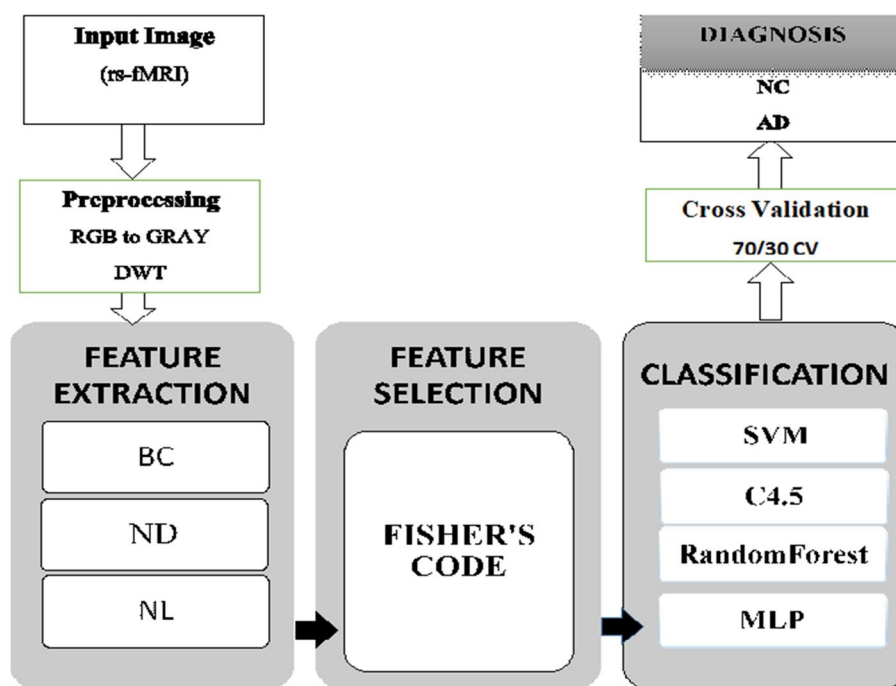 Input Image
(rs-fMRI)
Preprocessing
RGB to GRAY
DWT
FEATURE
EXTRACTION
BC
ND
NL
FEATURE
SELECTION
FISHER'S
CODE
CLASSIFICATION
SVM
C4.5
RandomForest
MLP
Cross Validation
70/30 CV
DIAGNOSIS
NC
AD